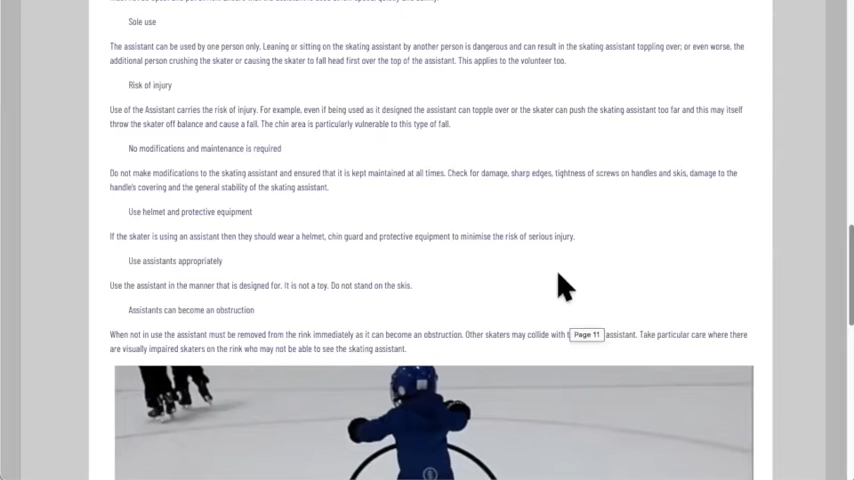 Sole use
The assistant can be used by one person only. Leaning or sitting on the skating assistant by another person is dangerous and can result in the skating assistant toppling over; or even worse, the
additional person crushing the skater or causing the skater to fall head first over the top of the assistant. This applies to the volunteer too.
Risk of injury
Use of the Assistant carries the risk of injury. For example, even if being used as it designed the assistant can topple over or the skater can push the skating assistant too far and this may itself
throw the skater off balance and cause a fall. The chin area is particularly vulnerable to this type of fall.
No modifications and maintenance is required
Do not make modifications to the skating assistant and ensured that it is kept maintained at all times. Check for damage, sharp edges, tightness of screws on handles and skis, damage to the
handle's covering and the general stability of the skating assistant.
Use helmet and protective equipment
If the skater is using an assistant then they should wear a helmet, chin guard and protective equipment to minimise the risk of serious injury.
Use assistants appropriately
Use the assistant in the manner that is designed for. It is not a toy. Do not stand on the skis.
Assistants can become an obstruction
When not in use the assistant must be removed from the rink immediately as it can become an obstruction. Other skaters may collide with Page 11 assistant. Take particular care where there
are visually impaired skaters on the rink who may not be able to see the skating assistant.